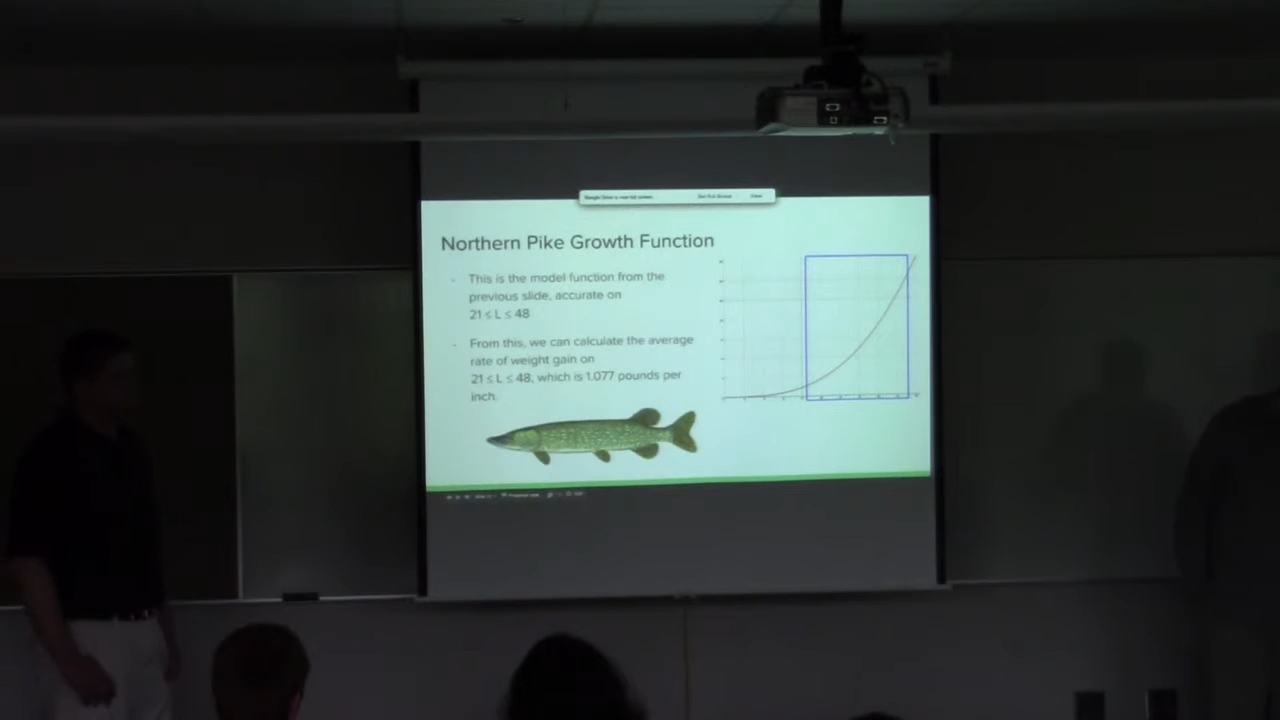 Northern Pike Growth Function
- This is the model function from the
previous slide, accurate on
21 ≤ L ≤ 48
- From this, we can calculate the average
rate of weight gain on
21 ≤ L ≤ 48, which is 1.077 pounds per
inch.